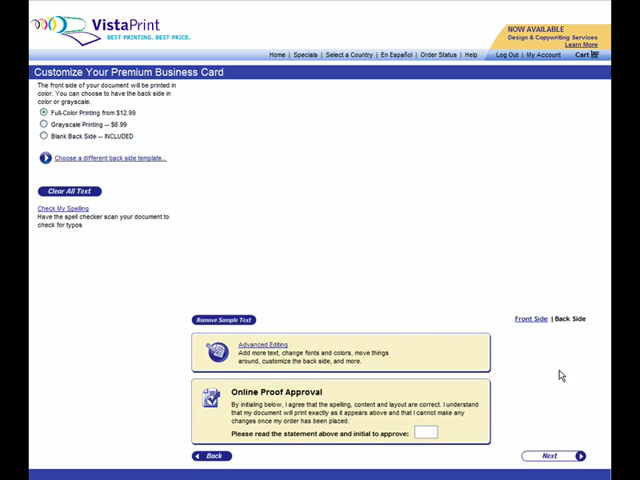 VistaPrint
BEST PRINTING. BEST PRICE.
NOW AVAILABLE
Design & Copywriting Services
Learn More
Home | Specials | Select a Country | En Español | Order Status | Help
Log Out | My Account
Cart
Customize Your Premium Business Card
The front side of your document will be printed in
color. You can choose to have the back side in
color or grayscale.
Full-Color Printing from $12.99
Grayscale Printing -- $6.99
Blank Back Side -- INCLUDED
Choose a different back side template...
Clear All Text
Check My Spelling
Have the spell checker scan your document to
check for typos
Remove Sample Text
Front Side | Back Side
Advanced Editing
Add more text, change fonts and colors, move things
around, customize the back side, and more.
Online Proof Approval
By initialing below, I agree that the spelling, content and layout are correct. I understand
that my document will print exactly as it appears above and that I cannot make any
changes once my order has been placed.
Please read the statement above and initial to approve:
Back
Next